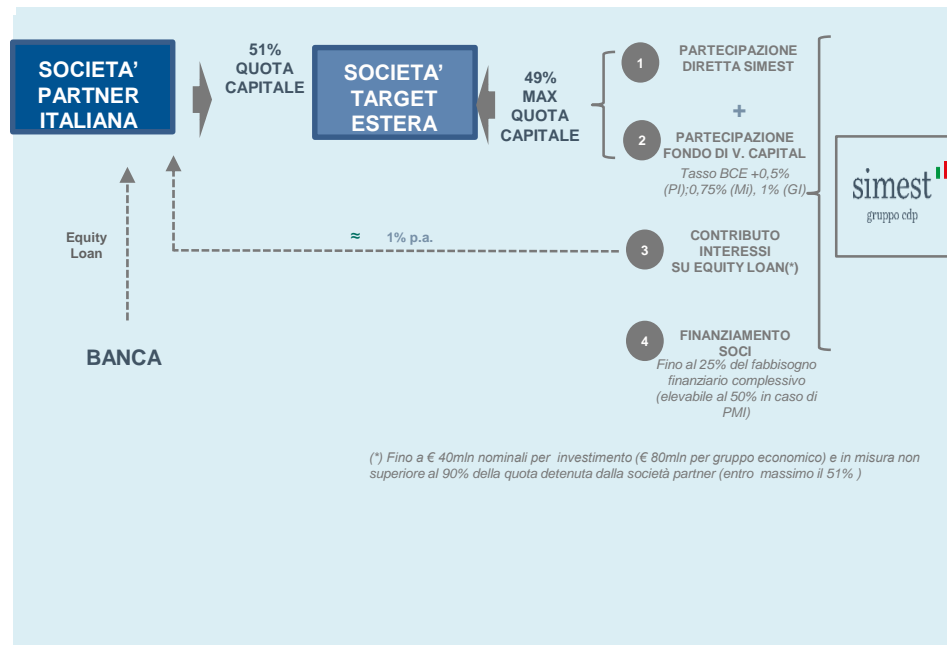 SOCIETA'
PARTNER
ITALIANA
51%
QUOTA
CAPITALE
SOCIETA'
TARGET
ESTERA
49%
MAX
QUOTA
CAPITALE
1
PARTECIPAZIONE
DIRETTA SIMEST
+
2
PARTECIPAZIONE
FONDO DI V. CAPITAL
Tasso BCE +0,5%
(PI);0,75% (Mi), 1% (GI)
simest
gruppo cdp
Equity
Loan
≈ 1% p.a.
3
CONTRIBUTO
INTERESSI
SU EQUITY LOAN(*)
BANCA
4
FINANZIAMENTO
SOCI
Fino al 25% del fabbisogno
finanziario complessivo
(elevabile al 50% in caso di
PMI)
(*) Fino a € 40mln nominali per investimento (€ 80mln per gruppo economico) e in misura non
superiore al 90% della quota detenuta dalla società partner (entro massimo il 51% )